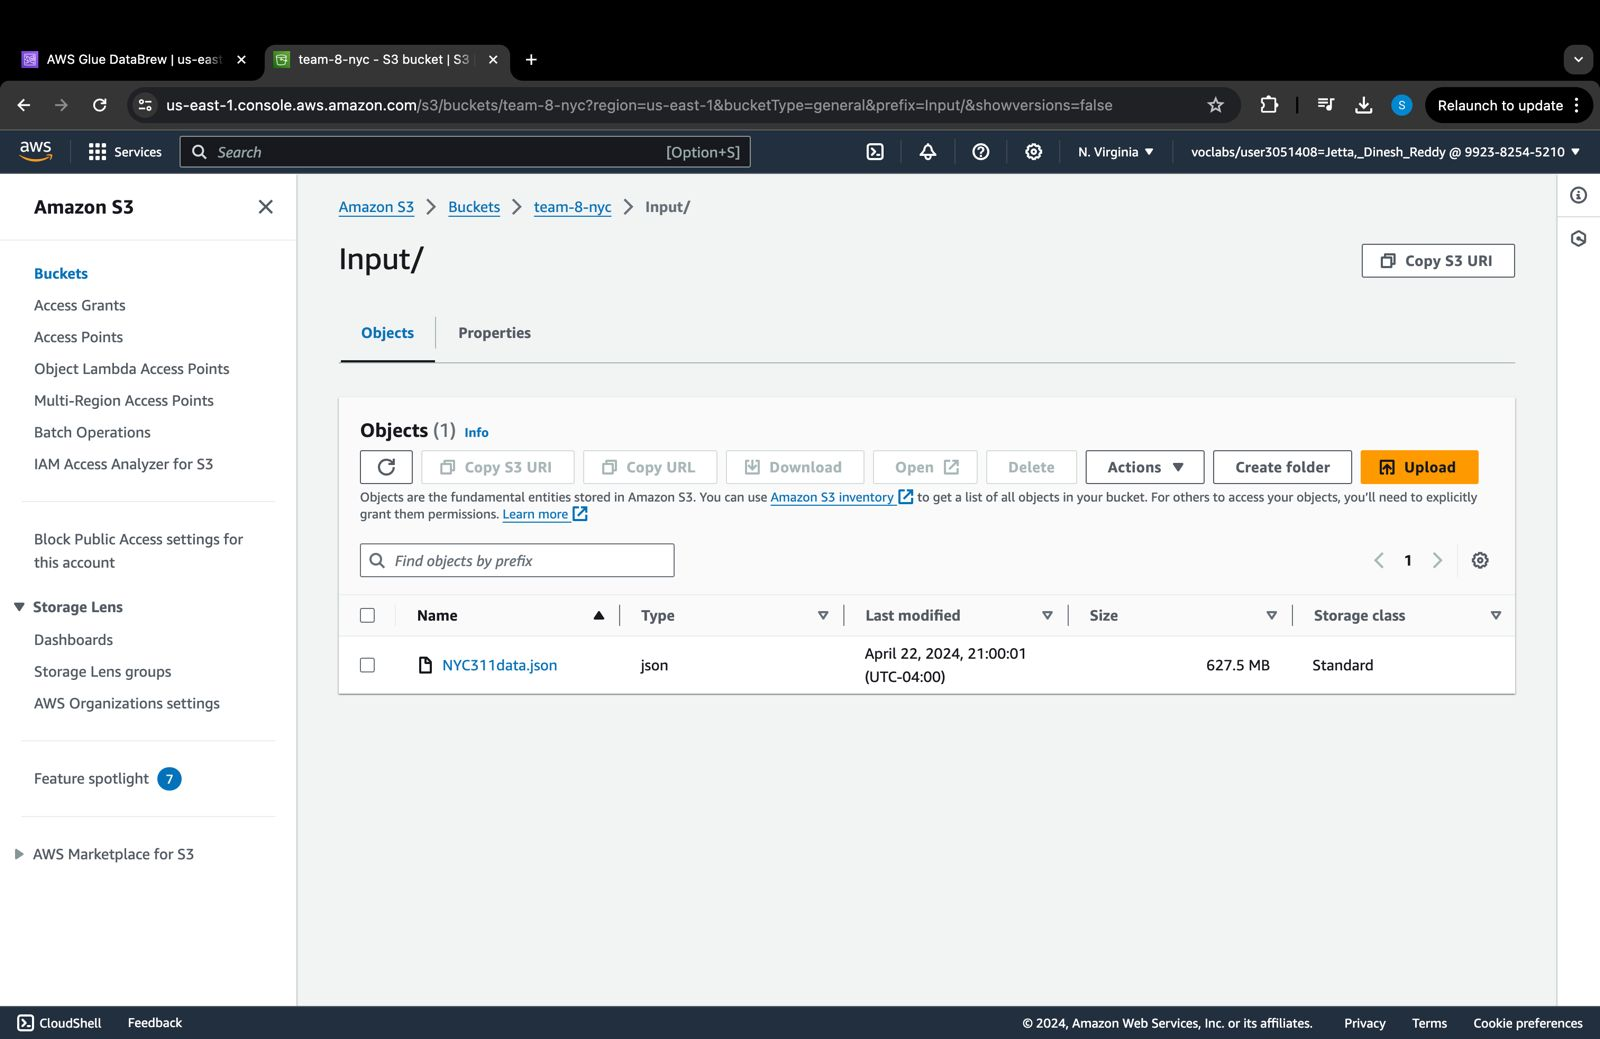 AWS Glue DataBrew | us-east
team-8-nyc - S3 bucket | S3
us-east-1.console.aws.amazon.com/s3/buckets/team-8-nyc?region=us-east-1&bucketType=general&prefix=Input/&showversions=false
S
Relaunch to update
aws
Services
Search
[Option+S]
N. Virginia
voclabs/user3051408=Jetta,_Dinesh_Reddy @ 9923-8254-5210
Amazon S3
Buckets
Access Grants
Access Points
Object Lambda Access Points
Multi-Region Access Points
Batch Operations
IAM Access Analyzer for S3
Block Public Access settings for
this account
Storage Lens
Dashboards
Storage Lens groups
AWS Organizations settings
Feature spotlight 7
AWS Marketplace for S3
Amazon S3 > Buckets > team-8-nyc > Input/
Input/
Copy S3 URI
Objects
Properties
Objects (1) Info
Copy S3 URI
Copy URL
Download
Open
Delete
Actions
Create folder
Upload
Objects are the fundamental entities stored in Amazon S3. You can use Amazon S3 inventory to get a list of all objects in your bucket. For others to access your objects, you’ll need to explicitly
grant them permissions. Learn more
Find objects by prefix
1
Name Type Last modified Size Storage class
NYC311data.json json April 22, 2024, 21:00:01 627.5 MB Standard
(UTC-04:00)
CloudShell Feedback © 2024, Amazon Web Services, Inc. or its affiliates. Privacy Terms Cookie preferences